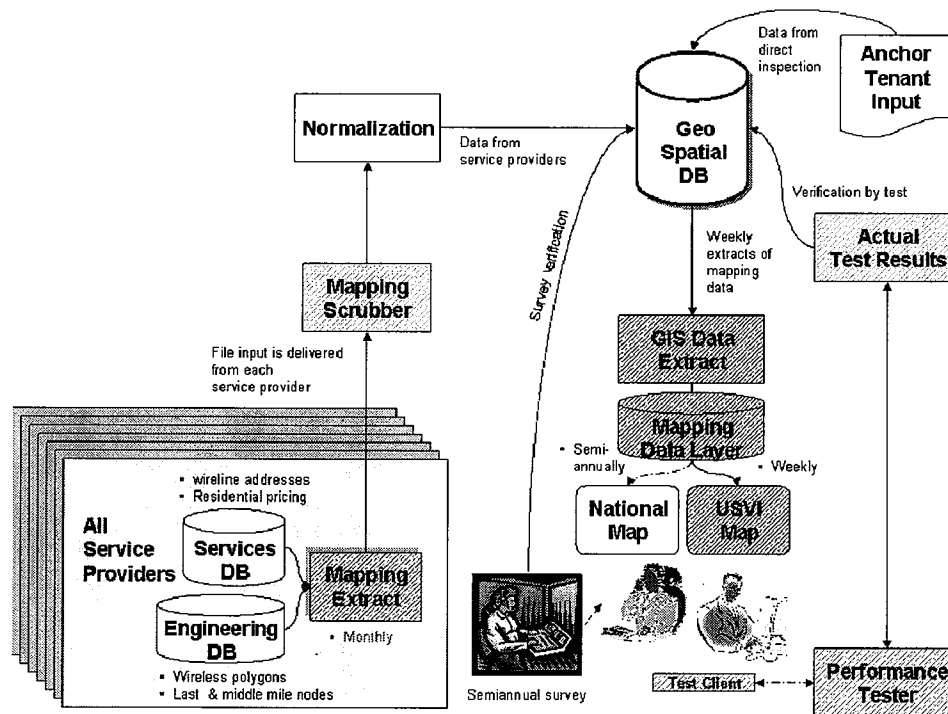 Data from
direct
inspection
Anchor
Tenant
Input
Normalization
Data from
service providers
Geo
Spatial
DB
Verification by test
Survey verification
Weekly
extracts of
mapping
data
Actual
Test Results
Mapping
Scrubber
File input is delivered
from each
service provider
GIS Data
Extract
Mapping
Data Layer
▪ Semi-
annually
▪ Weekly
National
Map
USVI
Map
▪ wireline addresses
▪ Residential pricing
All
Service
Providers
Services
DB
Mapping
Extract
Engineering
DB
▪ Monthly
▪ Wireless polygons
▪ Last & middle mile nodes
Semiannual survey
Test Client
Performance
Tester